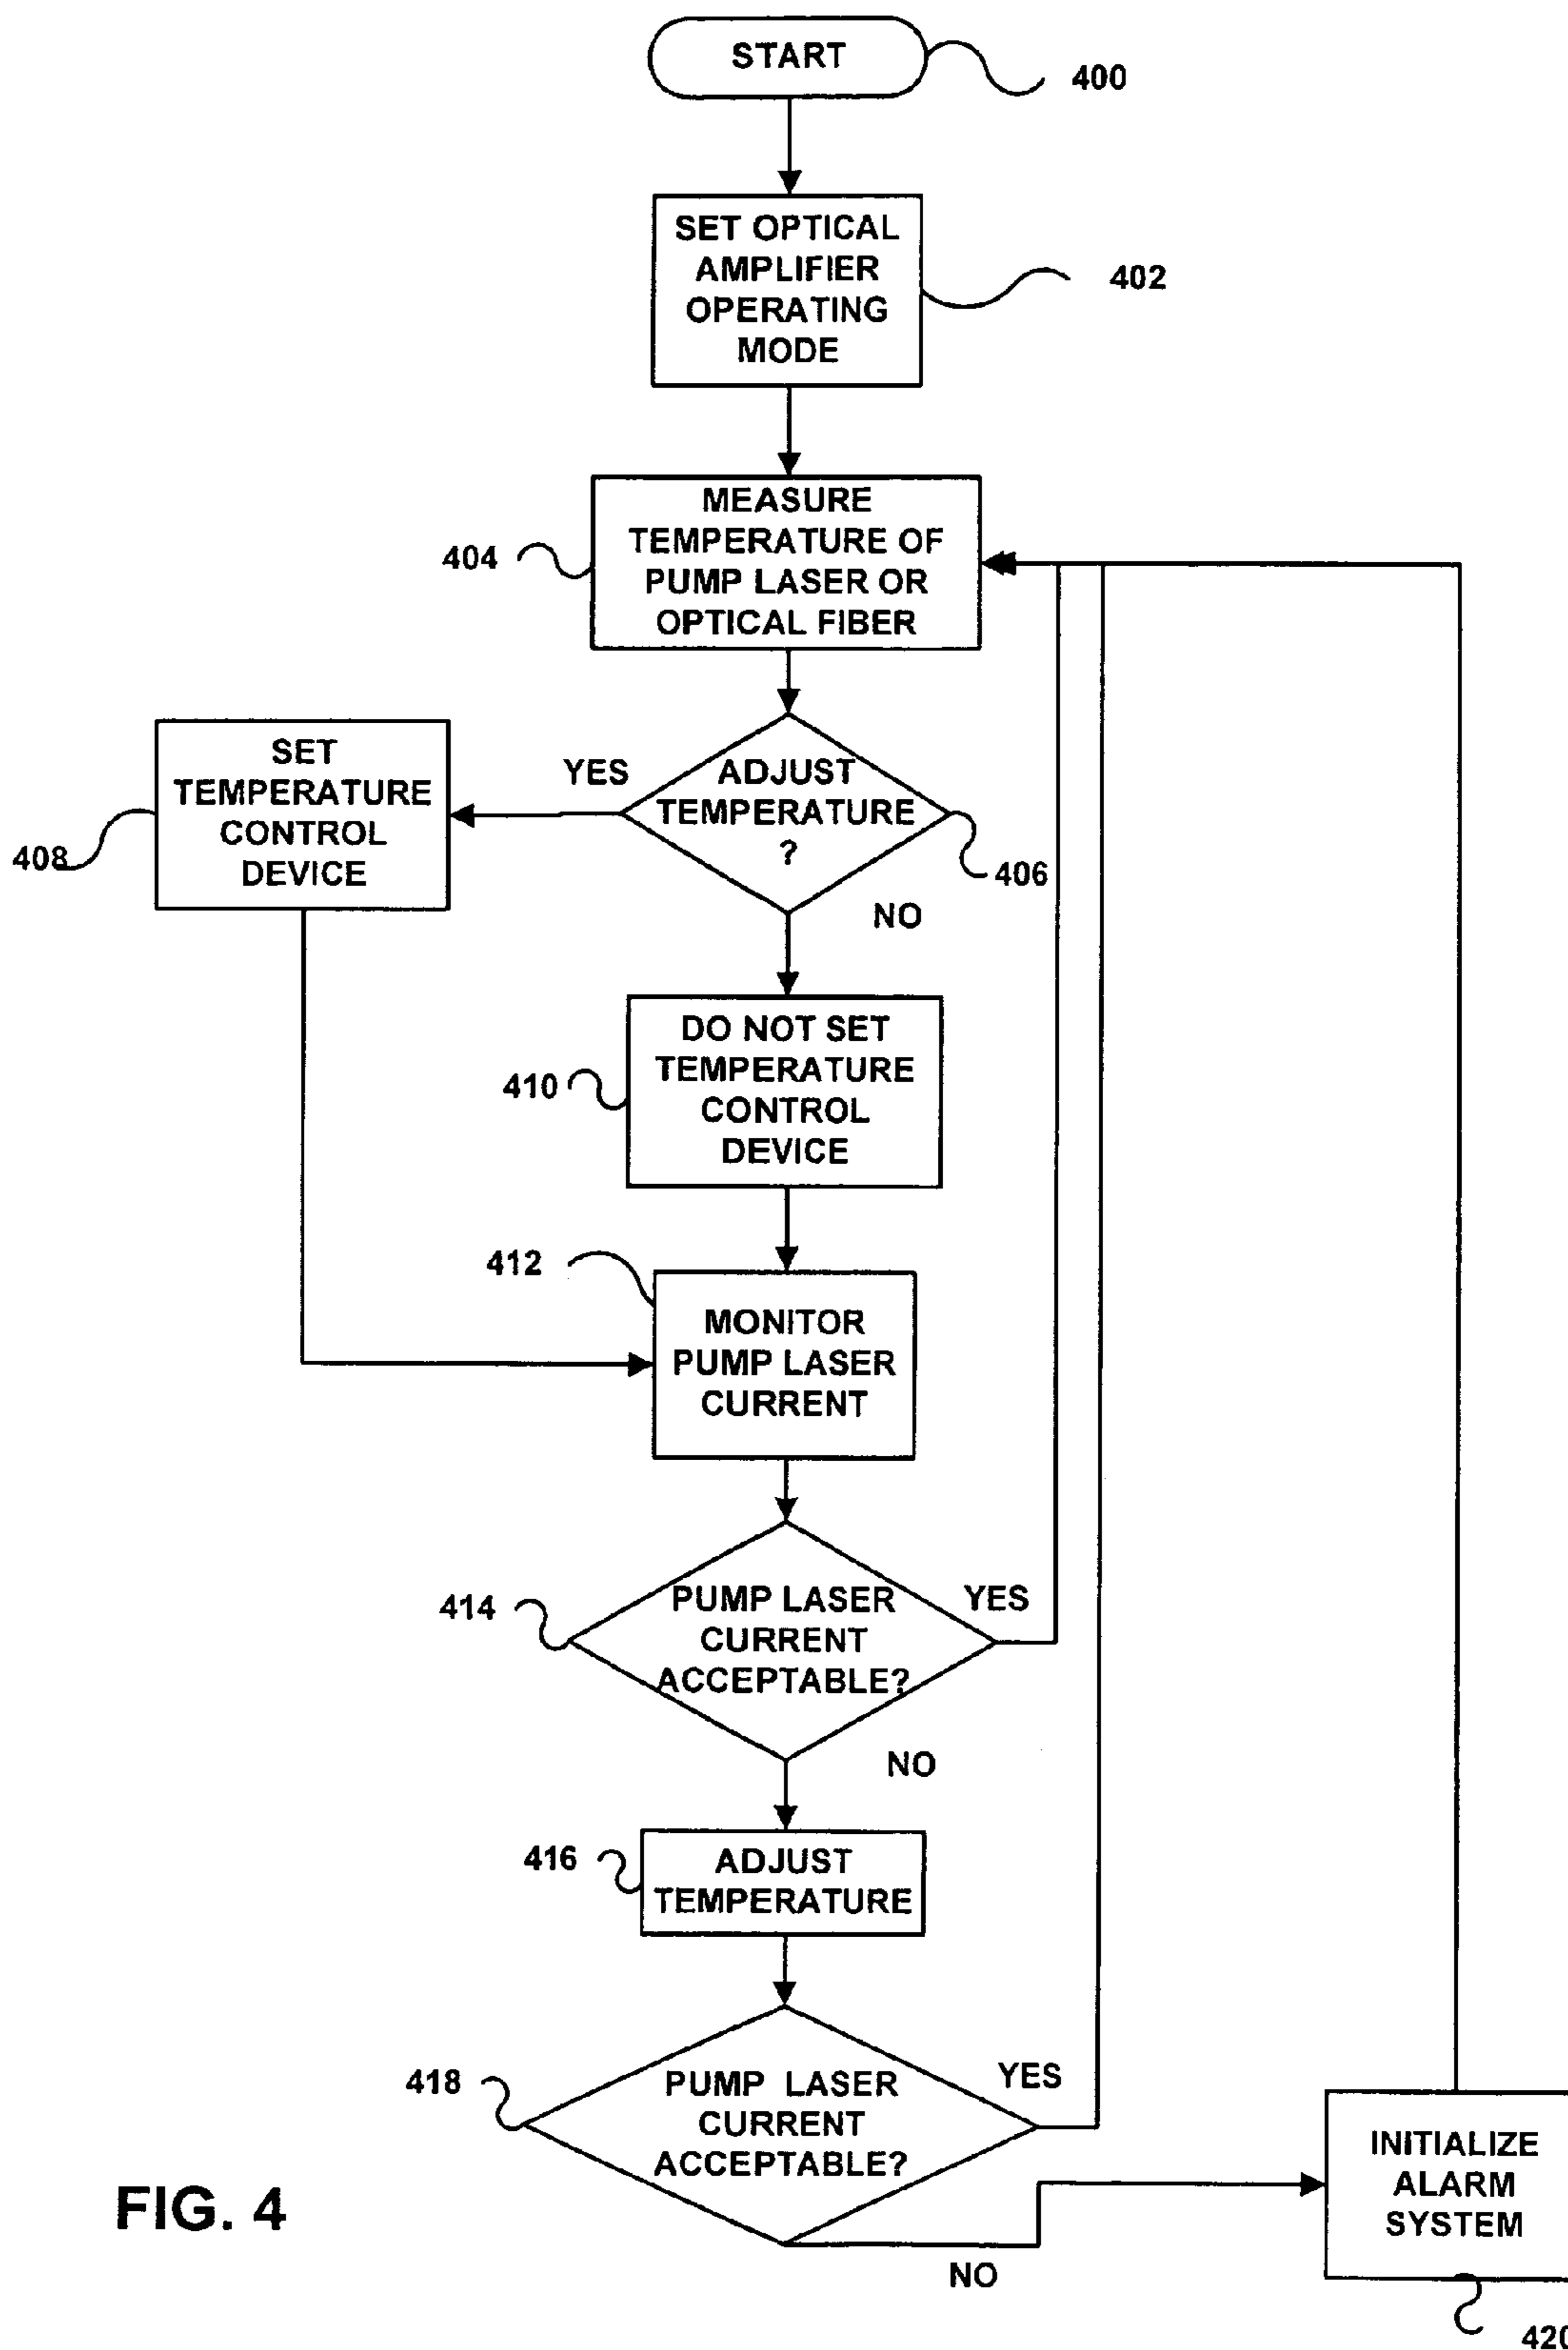 START
400
SET OPTICAL
AMPLIFIER
OPERATING
MODE
402
MEASURE
TEMPERATURE OF
PUMP LASER OR
OPTICAL FIBER
404
ADJUST
TEMPERATURE
?
406
YES
NO
SET
TEMPERATURE
CONTROL
DEVICE
408
DO NOT SET
TEMPERATURE
CONTROL
DEVICE
410
412
MONITOR
PUMP LASER
CURRENT
414
PUMP LASER
CURRENT
ACCEPTABLE?
YES
NO
416
ADJUST
TEMPERATURE
418
PUMP LASER
CURRENT
ACCEPTABLE?
YES
NO
INITIALIZE
ALARM
SYSTEM
420
FIG. 4